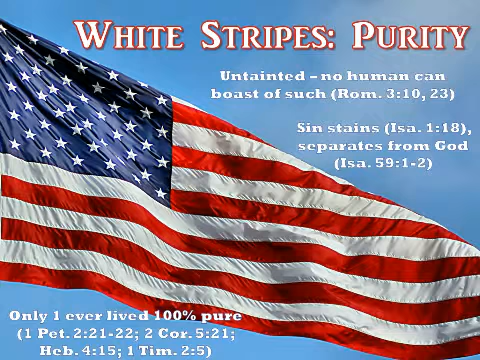 White Stripes: Purity
Untainted – no human can
boast of such (Rom. 3:10, 23)
Sin stains (Isa. 1:18),
separates from God
(Isa. 59:1-2)
Only 1 ever lived 100% pure
(1 Pet. 2:21-22; 2 Cor. 5:21;
Heb. 4:15; 1 Tim. 2:5)